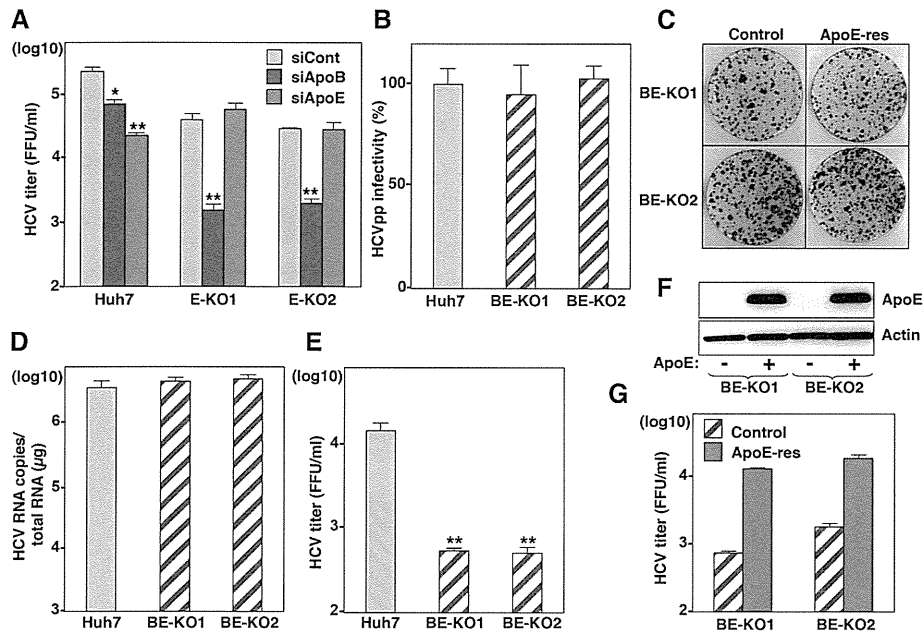 A
(log10)
HCV titer (FFU/ml)
5
4
3
2
siCont
siApoB
siApoE
*
**
**
**
Huh7
E-KO1
E-KO2
B
HCVpp infectivity (%)
100
50
0
Huh7
BE-KO1
BE-KO2
C
Control
ApoE-res
BE-KO1
BE-KO2
D
(log10)
HCV RNA copies/
total RNA (µg)
6
5
4
3
Huh7
BE-KO1
BE-KO2
E
(log10)
HCV titer (FFU/ml)
4
3
2
**
**
Huh7
BE-KO1
BE-KO2
F
ApoE
Actin
ApoE: - + - +
BE-KO1
BE-KO2
G
(log10)
HCV titer (FFU/ml)
4
3
2
Control
ApoE-res
BE-KO1
BE-KO2